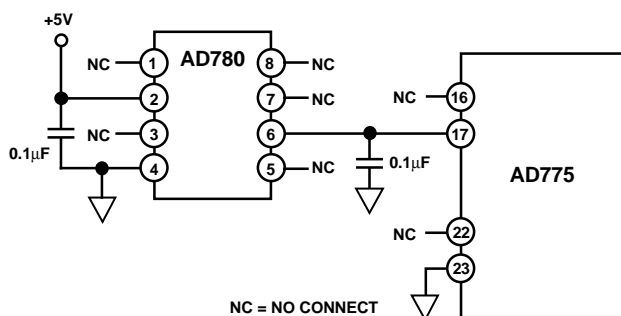 +5V
AD780
NC 1
8 NC
2
7 NC
NC 3
6
0.1µF
4
5 NC
0.1µF
NC 16
17
AD775
NC 22
23
NC = NO CONNECT